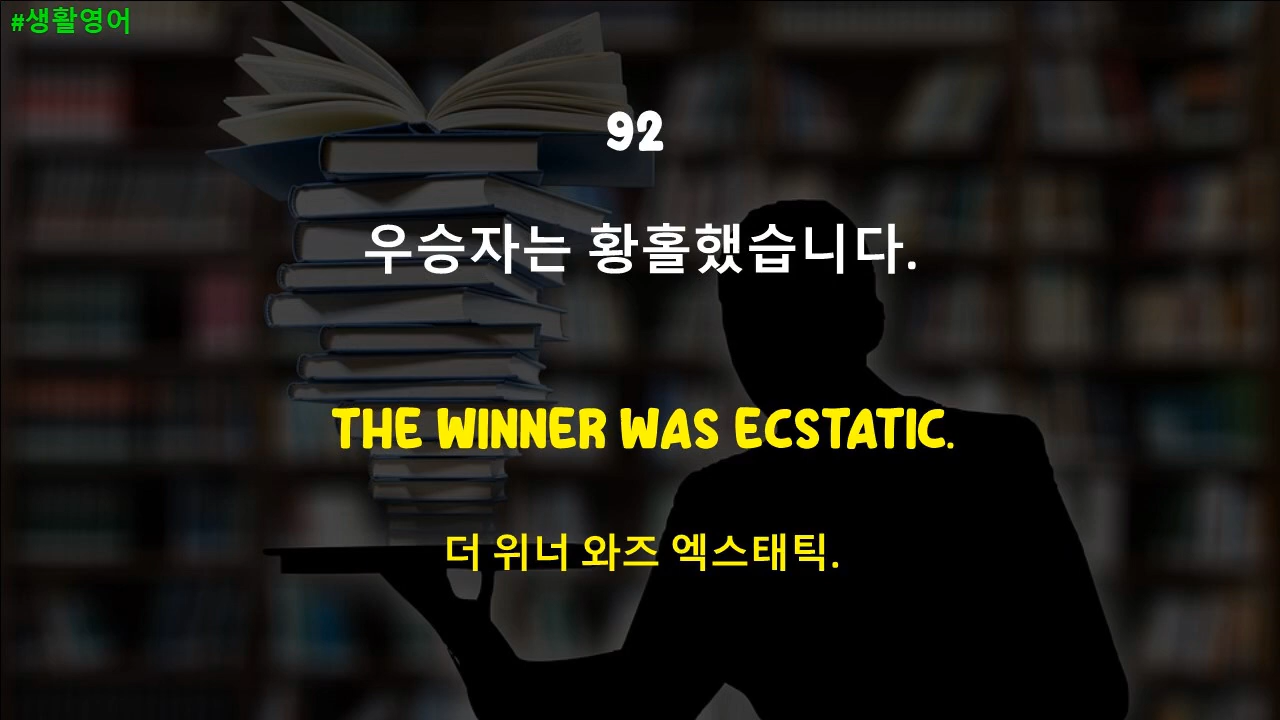 #생활영어
92
우승자는 황홀했습니다.
THE WINNER WAS ECSTATIC.
더 위너 와즈 엑스태틱.